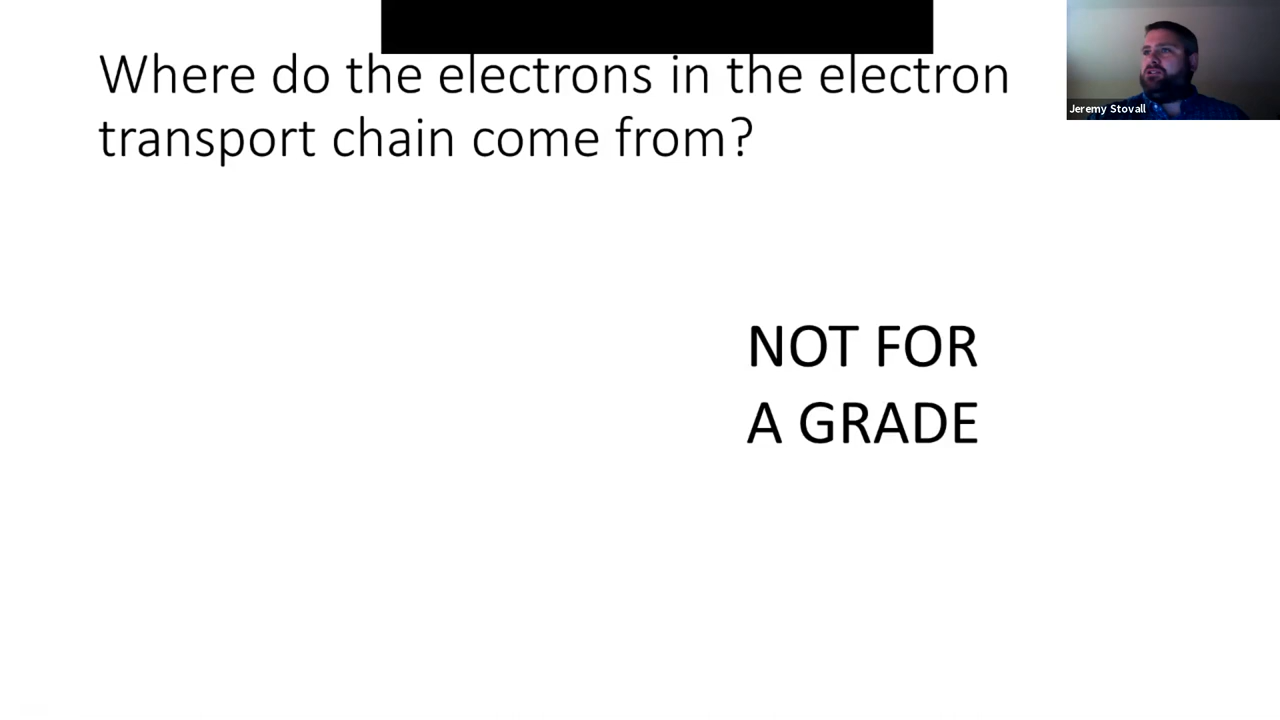 Where do the electrons in the electron
transport chain come from?
Jeremy Stovall
NOT FOR
A GRADE